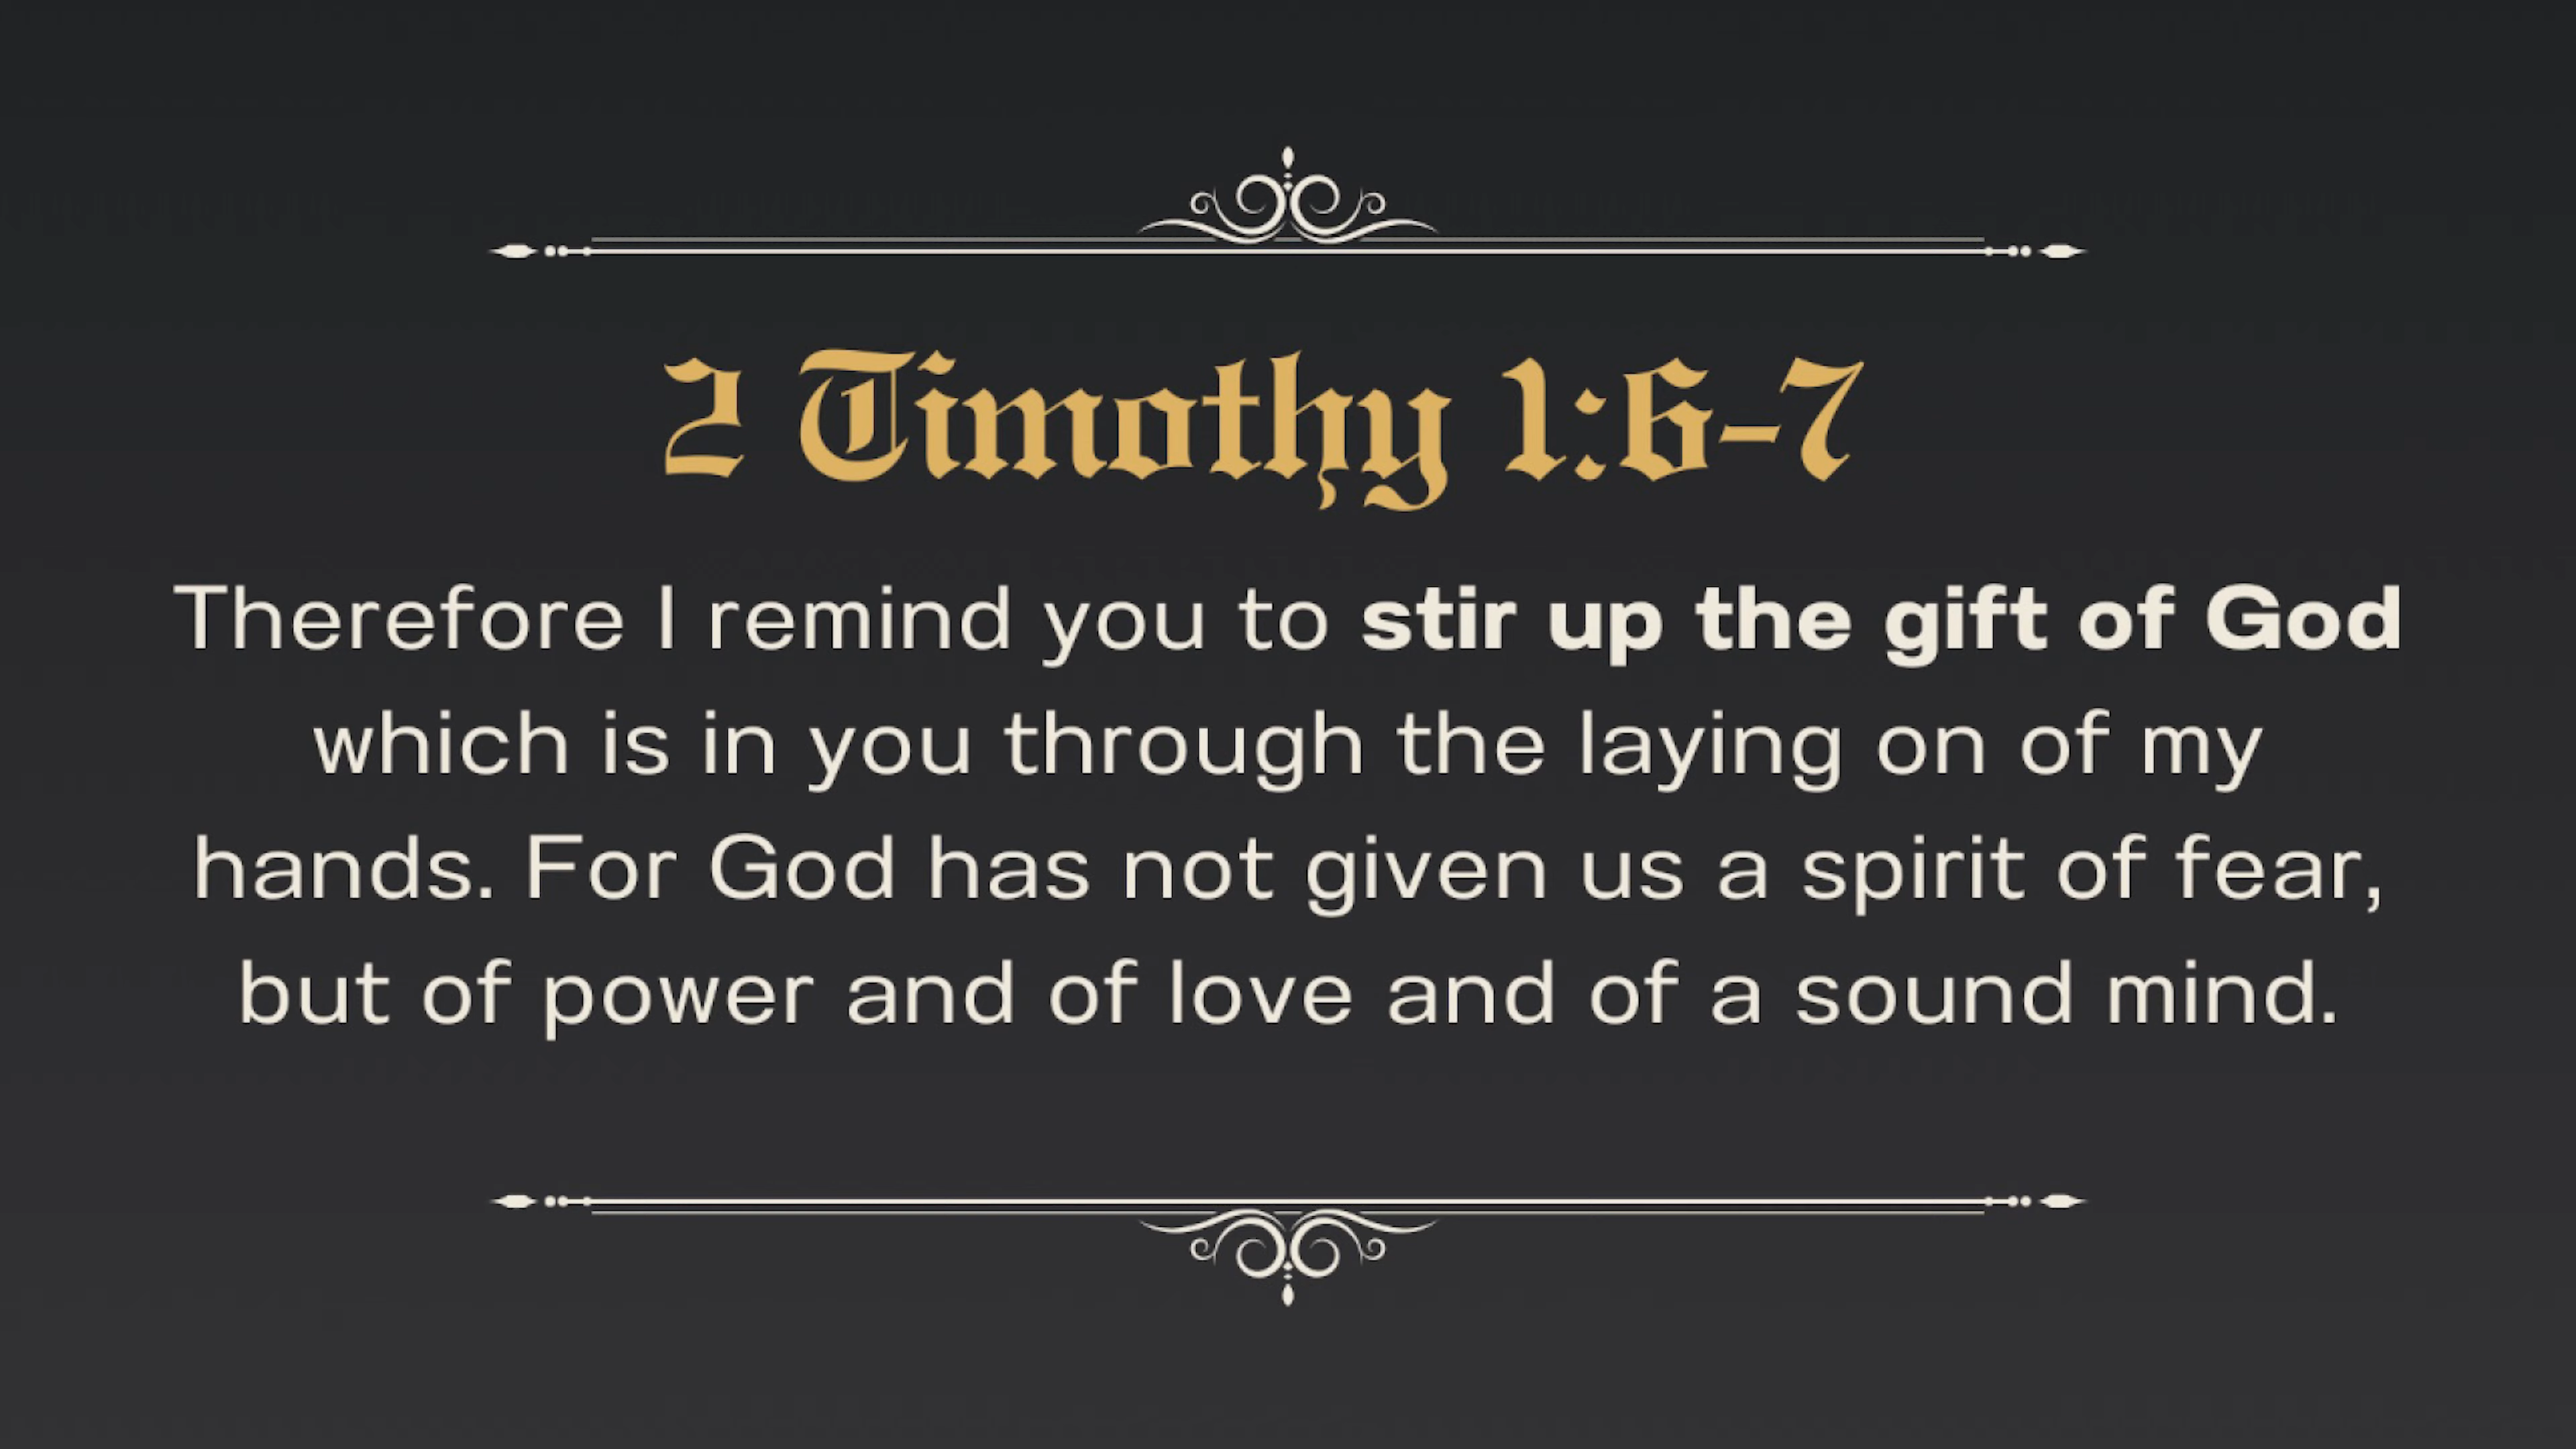 2 Timothy 1:6-7
Therefore I remind you to stir up the gift of God
which is in you through the laying on of my
hands. For God has not given us a spirit of fear,
but of power and of love and of a sound mind.